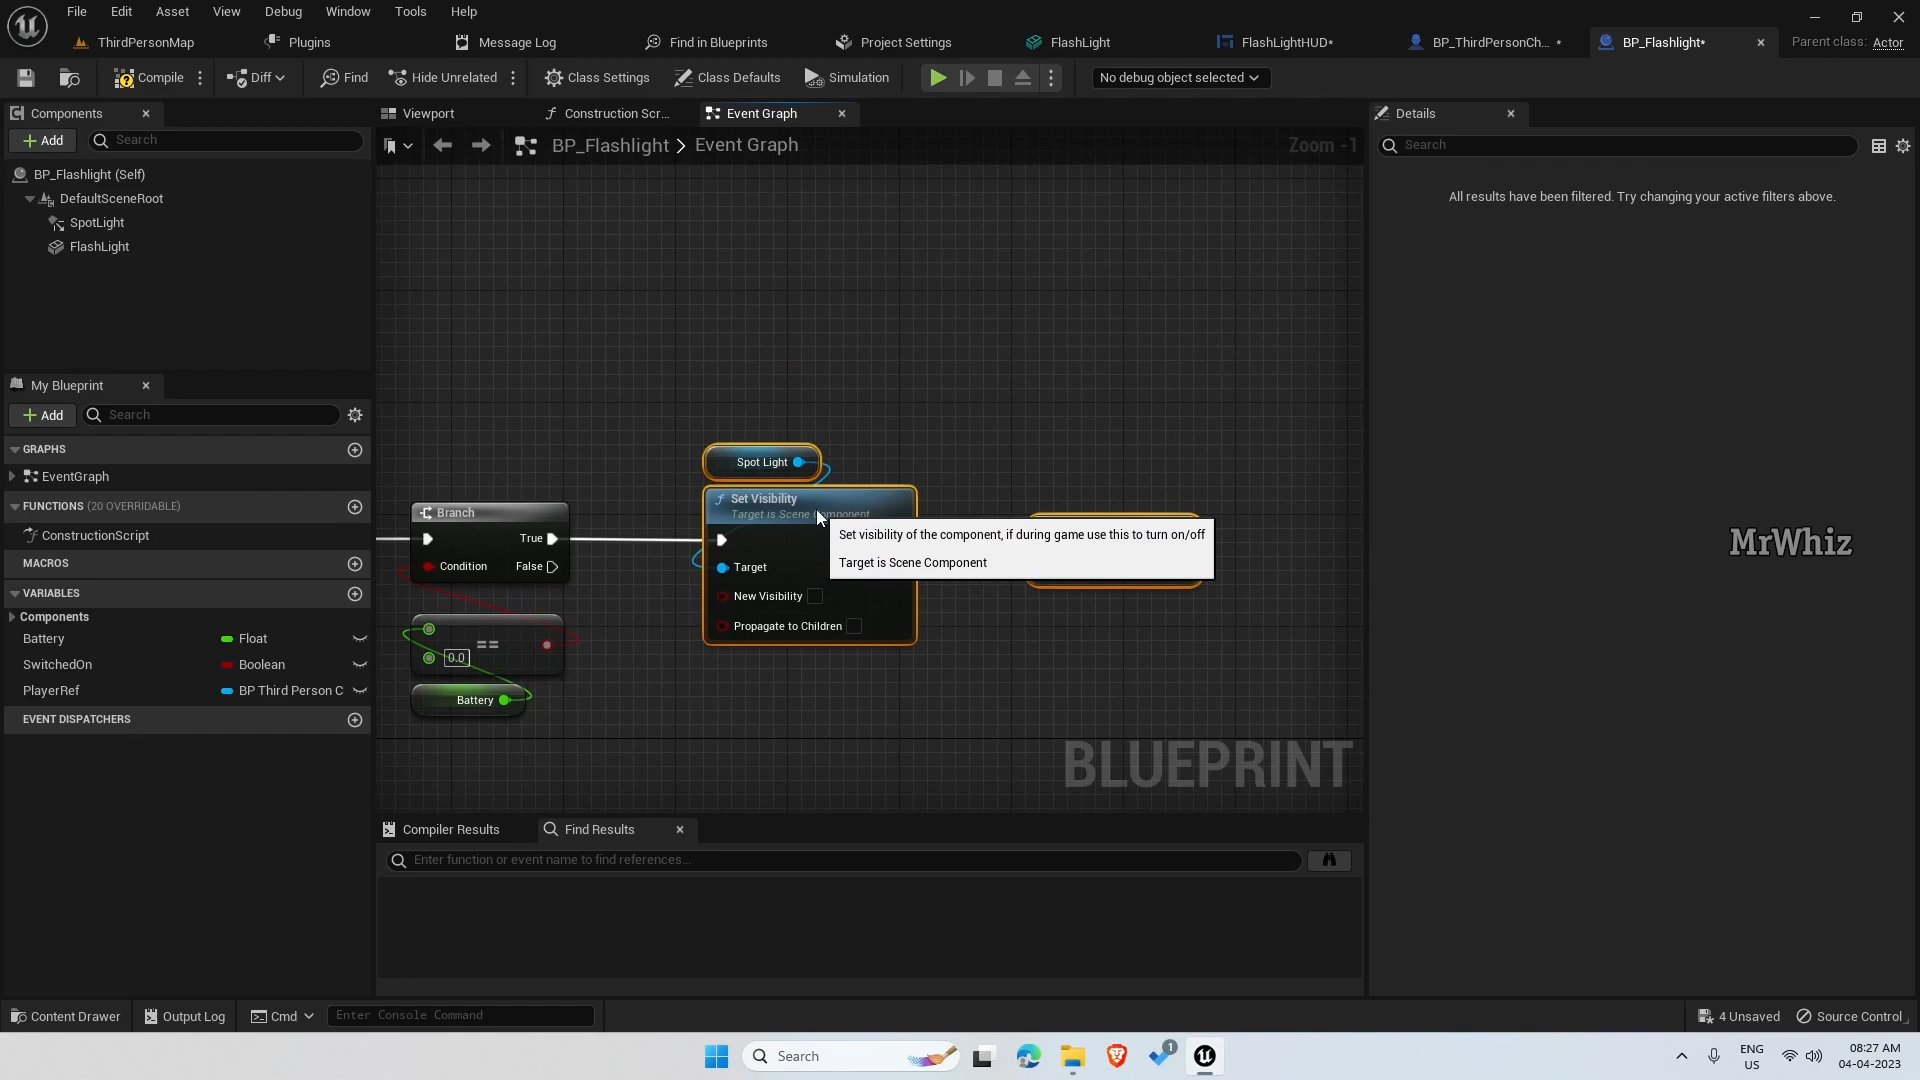 File Edit Asset View Debug Window Tools Help
ThirdPersonMap Plugins Message Log Find in Blueprints Project Settings FlashLight FlashLightHUD* BP_ThirdPersonCh... * BP_Flashlight* Parent class: Actor
Compile Diff Find Hide Unrelated Class Settings Class Defaults Simulation No debug object selected
Components
Add Search
BP_Flashlight (Self)
DefaultSceneRoot
SpotLight
FlashLight
My Blueprint
Add Search
GRAPHS
EventGraph
FUNCTIONS (20 OVERRIDABLE)
ConstructionScript
MACROS
VARIABLES
Components
Battery Float
SwitchedOn Boolean
PlayerRef BP Third Person C
EVENT DISPATCHERS
Viewport Construction Scr... Event Graph
BP_Flashlight > Event Graph Zoom -1
Spot Light
Set Visibility
Target is Scene Component
Target
New Visibility
Propagate to Children
Set visibility of the component, if during game use this to turn on/off
Target is Scene Component
Branch
True
Condition False
==
0.0
Battery
BLUEPRINT
Compiler Results Find Results
Enter function or event name to find references...
Details
Search
All results have been filtered. Try changing your active filters above.
MrWhiz
Content Drawer Output Log Cmd Enter Console Command 4 Unsaved Source Control
Search 1 ENG
US 08:27 AM
04-04-2023